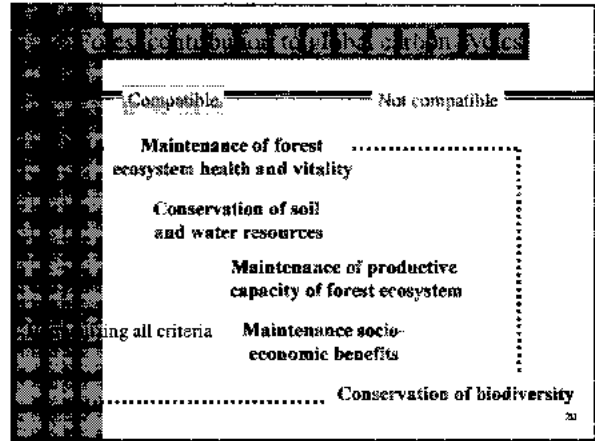 Compatible
Not compatible
Maintenance of forest
ecosystem health and vitality
Conservation of soil
and water resources
Maintenance of productive
capacity of forest ecosystem
ing all criteria
Maintenance socio-
economic benefits
Conservation of biodiversity